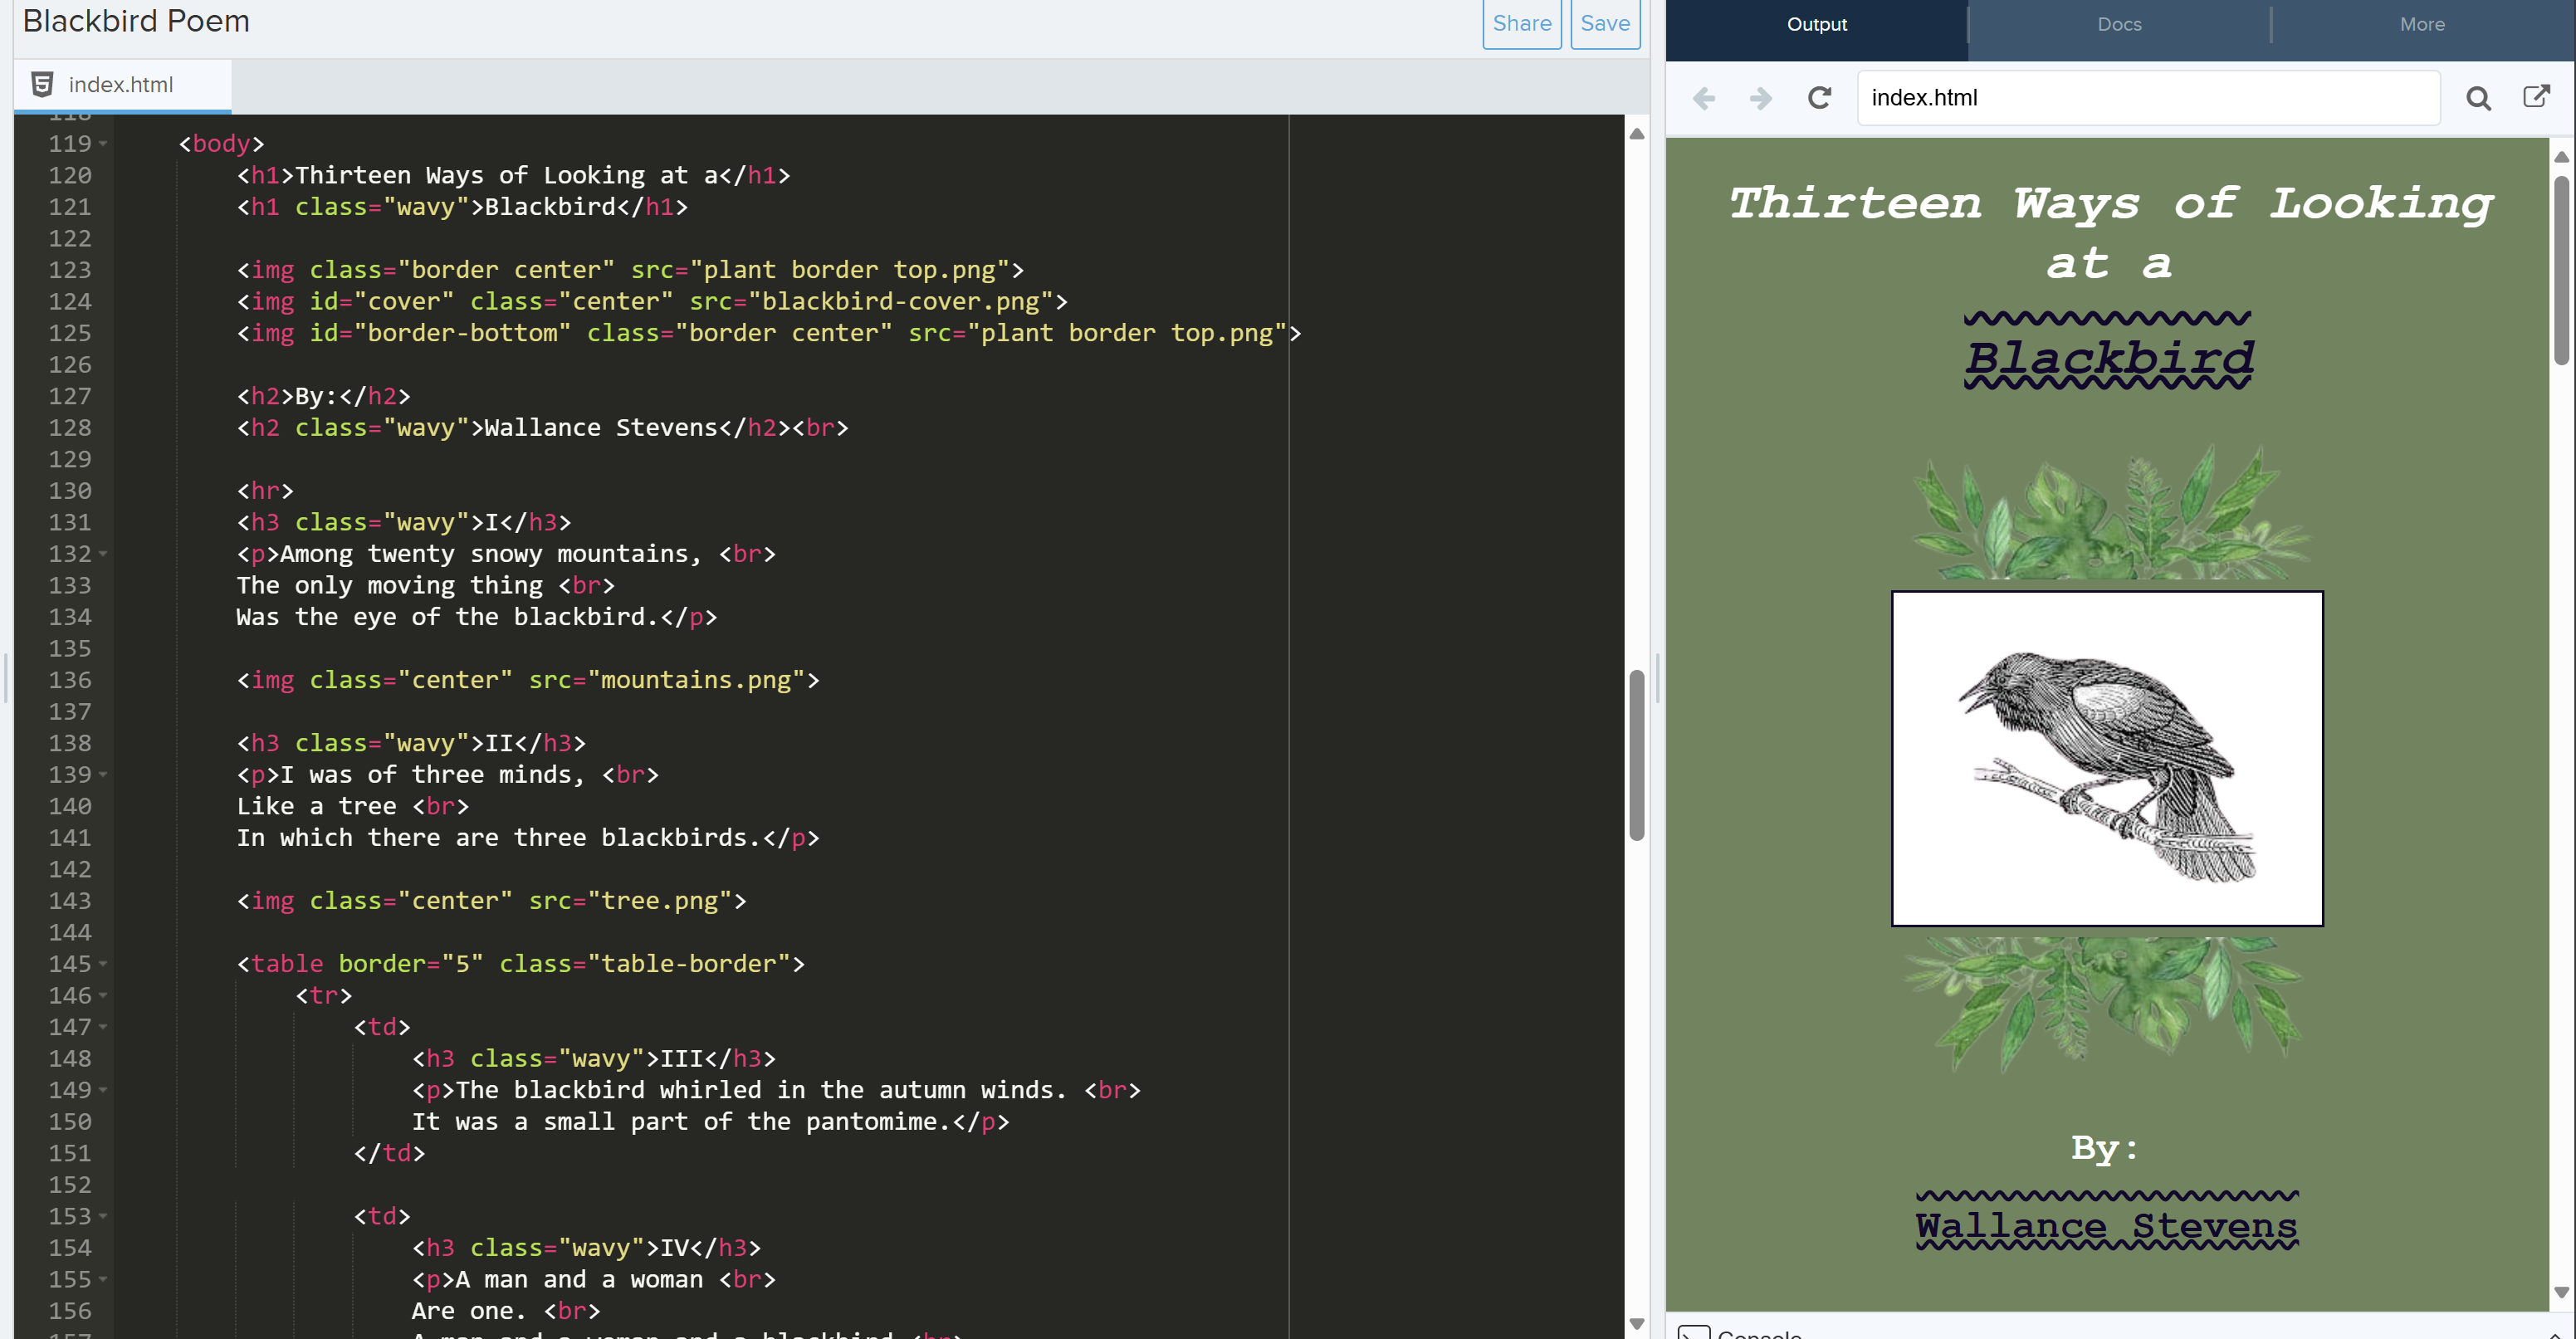 Blackbird Poem
Share
Save
index.html
118
119 <body>
120 <h1>Thirteen Ways of Looking at a</h1>
121 <h1 class="wavy">Blackbird</h1>
122
123 <img class="border center" src="plant border top.png">
124 <img id="cover" class="center" src="blackbird-cover.png">
125 <img id="border-bottom" class="border center" src="plant border top.png">
126
127 <h2>By:</h2>
128 <h2 class="wavy">Wallance Stevens</h2><br>
129
130 <hr>
131 <h3 class="wavy">I</h3>
132 <p>Among twenty snowy mountains, <br>
133 The only moving thing <br>
134 Was the eye of the blackbird.</p>
135
136 <img class="center" src="mountains.png">
137
138 <h3 class="wavy">II</h3>
139 <p>I was of three minds, <br>
140 Like a tree <br>
141 In which there are three blackbirds.</p>
142
143 <img class="center" src="tree.png">
144
145 <table border="5" class="table-border">
146 <tr>
147 <td>
148 <h3 class="wavy">III</h3>
149 <p>The blackbird whirled in the autumn winds. <br>
150 It was a small part of the pantomime.</p>
151 </td>
152
153 <td>
154 <h3 class="wavy">IV</h3>
155 <p>A man and a woman <br>
156 Are one. <br>
157 A man and a woman and a blackbird <br>
Output
Docs
More
index.html
Thirteen Ways of Looking
at a
Blackbird
By:
Wallance Stevens
Console